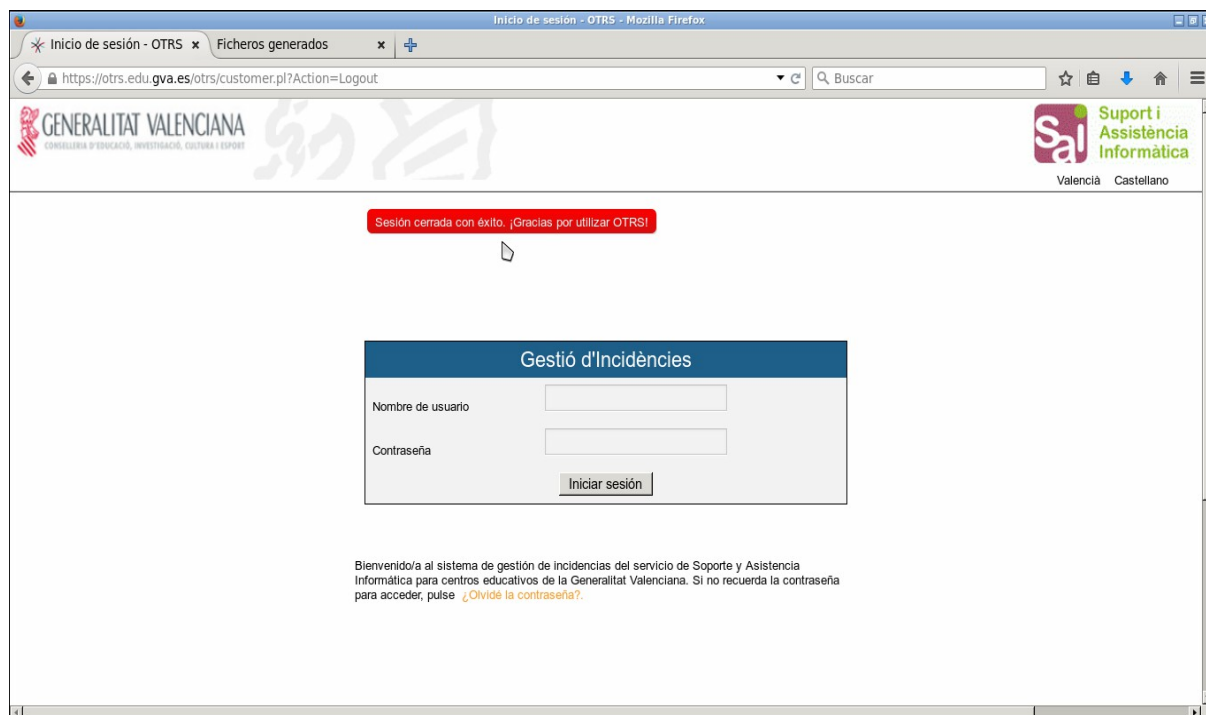 Inicio de sesión - OTRS - Mozilla Firefox
Inicio de sesión - OTRS
Ficheros generados
https://otrs.edu.gva.es/otrs/customer.pl?Action=Logout
Buscar
GENERALITAT VALENCIANA
CONSELLERIA D'EDUCACIÓ, INVESTIGACIÓ, CULTURA I ESPORT
Sai
Suport i
Assistència
Informàtica
Valencià Castellano
Sesión cerrada con éxito. ¡Gracias por utilizar OTRS!
Gestió d'Incidències
Nombre de usuario
Contraseña
Iniciar sesión
Bienvenido/a al sistema de gestión de incidencias del servicio de Soporte y Asistencia
Informática para centros educativos de la Generalitat Valenciana. Si no recuerda la contraseña
para acceder, pulse ¿Olvidé la contraseña?.